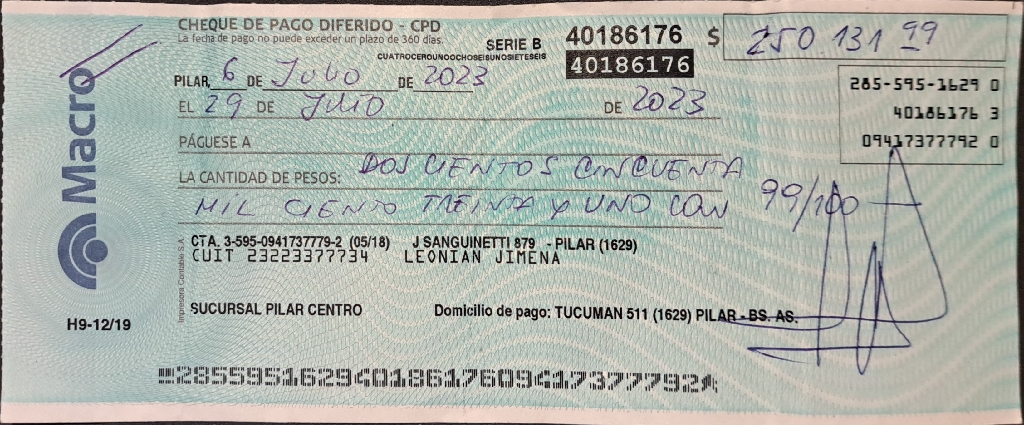 CHEQUE DE PAGO DIFERIDO - CPD
La fecha de pago no puede exceder un plazo de 360 días.
SERIE B 40186176 $ 250 131 99
CUATROCEROUNOOCHOSEISUNOSIETESEIS
40186176
PILAR, 6 DE Julio DE 2023
EL 29 DE Julio DE 2023
285-595-1629 0
40186176 3
09417377792 0
PÁGUESE A
LA CANTIDAD DE PESOS: DOSCIENTOS CINCUENTA
MIL CIENTO TREINTA Y UNO CON 99/100
CTA. 3-595-0941737779-2 (05/18) J SANGUINETTI 879 - PILAR (1629)
CUIT 23223377734 LEONIAN JIMENA
SUCURSAL PILAR CENTRO Domicilio de pago: TUCUMAN 511 (1629) PILAR - BS. AS.
Macro
H9-12/19
Impresora Contable S.A.
28559516294018617609417377792